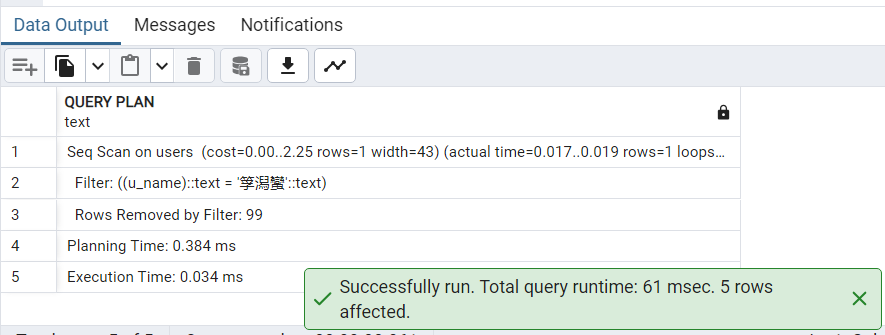 Data Output Messages Notifications
QUERY PLAN
text
1 Seq Scan on users (cost=0.00..2.25 rows=1 width=43) (actual time=0.017..0.019 rows=1 loops...
2 Filter: ((u_name)::text = '筟潟蠻'::text)
3 Rows Removed by Filter: 99
4 Planning Time: 0.384 ms
5 Execution Time: 0.034 ms
Successfully run. Total query runtime: 61 msec. 5 rows
affected.